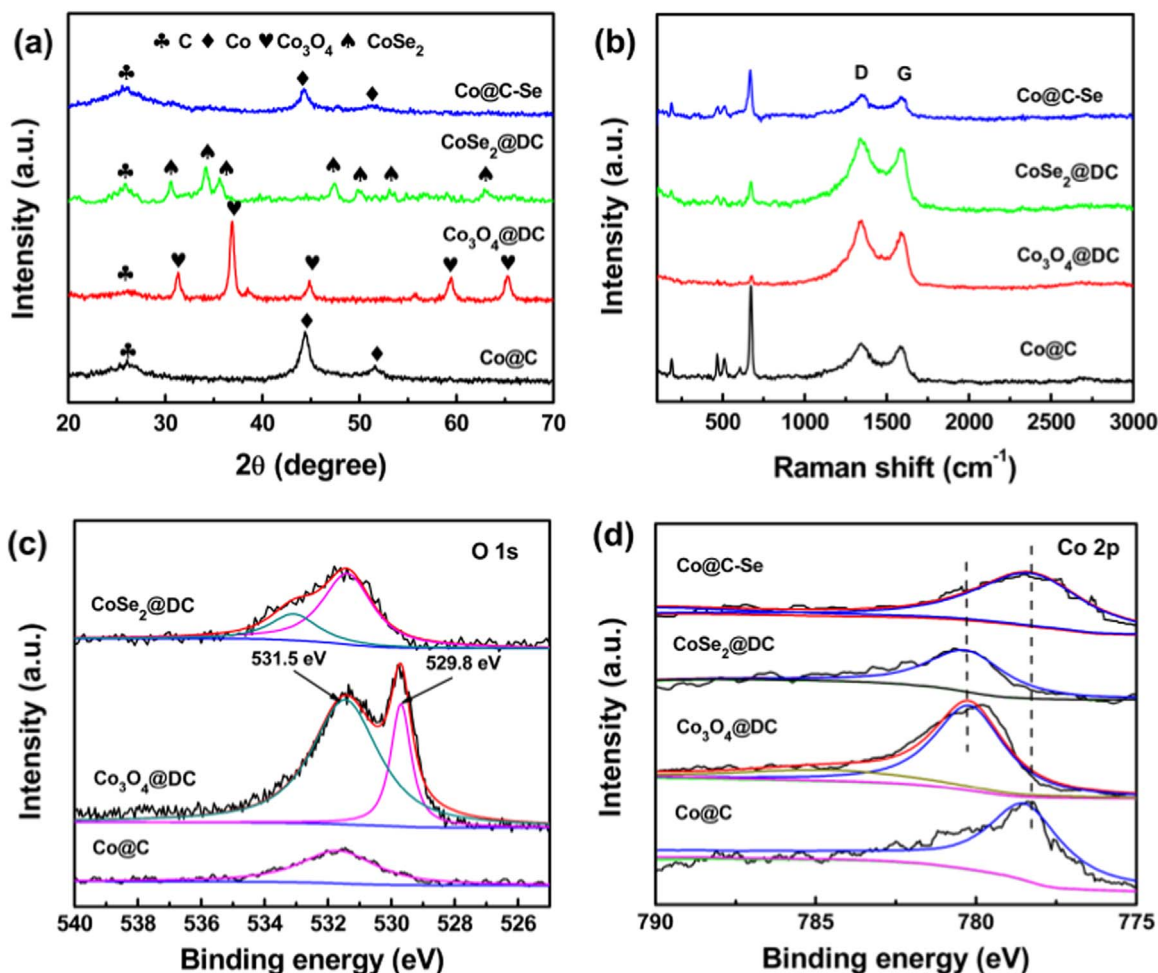 (a)
♣ C ♦ Co ♥ Co3O4 ♠ CoSe2
Co@C-Se
CoSe2@DC
Co3O4@DC
Co@C
Intensity (a.u.)
20 30 40 50 60 70
2θ (degree)
(b)
D G
Co@C-Se
CoSe2@DC
Co3O4@DC
Co@C
Intensity (a.u.)
500 1000 1500 2000 2500 3000
Raman shift (cm-1)
(c)
O 1s
CoSe2@DC
531.5 eV 529.8 eV
Co3O4@DC
Co@C
Intensity (a.u.)
540 538 536 534 532 530 528 526
Binding energy (eV)
(d)
Co 2p
Co@C-Se
CoSe2@DC
Co3O4@DC
Co@C
Intensity (a.u.)
790 785 780 775
Binding energy (eV)